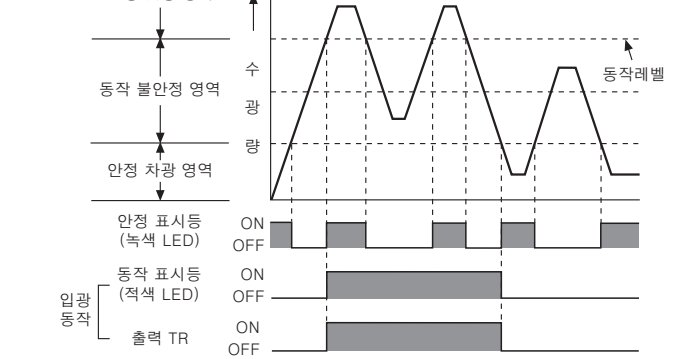 동작레벨
수
광
량
동작 불안정 영역
안정 차광 영역
안정 표시등
(녹색 LED)
ON
OFF
입광
동작
동작 표시등
(적색 LED)
ON
OFF
출력 TR
ON
OFF